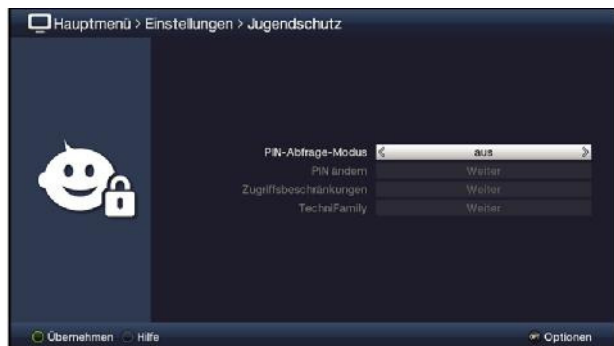 Hauptmenü > Einstellungen > Jugendschutz
PIN-Abfrage-Modus aus
PIN ändern Weiter
Zugriffsbeschränkungen Weiter
TechniFamily Weiter
Übernehmen Hilfe Optionen